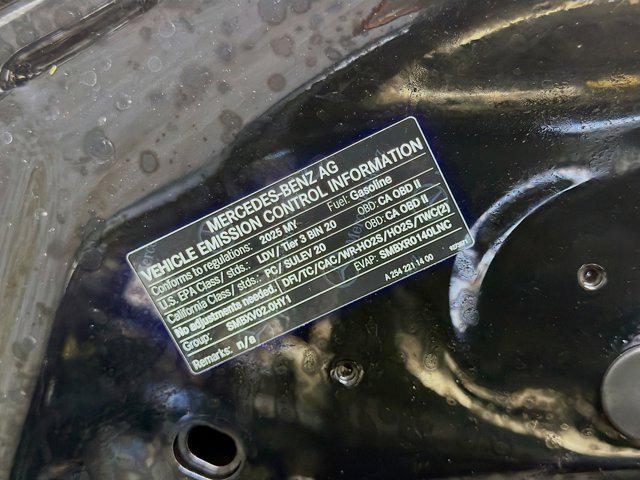 MERCEDES-BENZ AG
VEHICLE EMISSION CONTROL INFORMATION
Conforms to regulations: 2025 MY Fuel: Gasoline
U.S. EPA Class/ stds.: LDV/ Tier 3 BIN 20 OBD: CA OBD II
California Class/ stds.: PC/ SULEV 20 OBD: CA OBD II
No adjustments needed. DFI/TC/CAC/WR-HO2S/HO2S/TWC(2)
Group: SMBXV02.0HY1 EVAP: SMBXR0140LNC
Remarks: n/a A 254 221 14 00